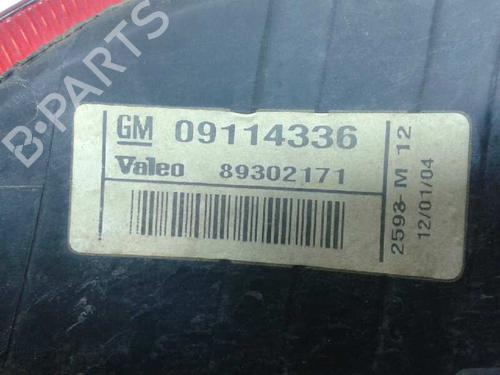 B-PARTS
GM 09114336
Valeo 89302171
2593-M 12
12/01/04